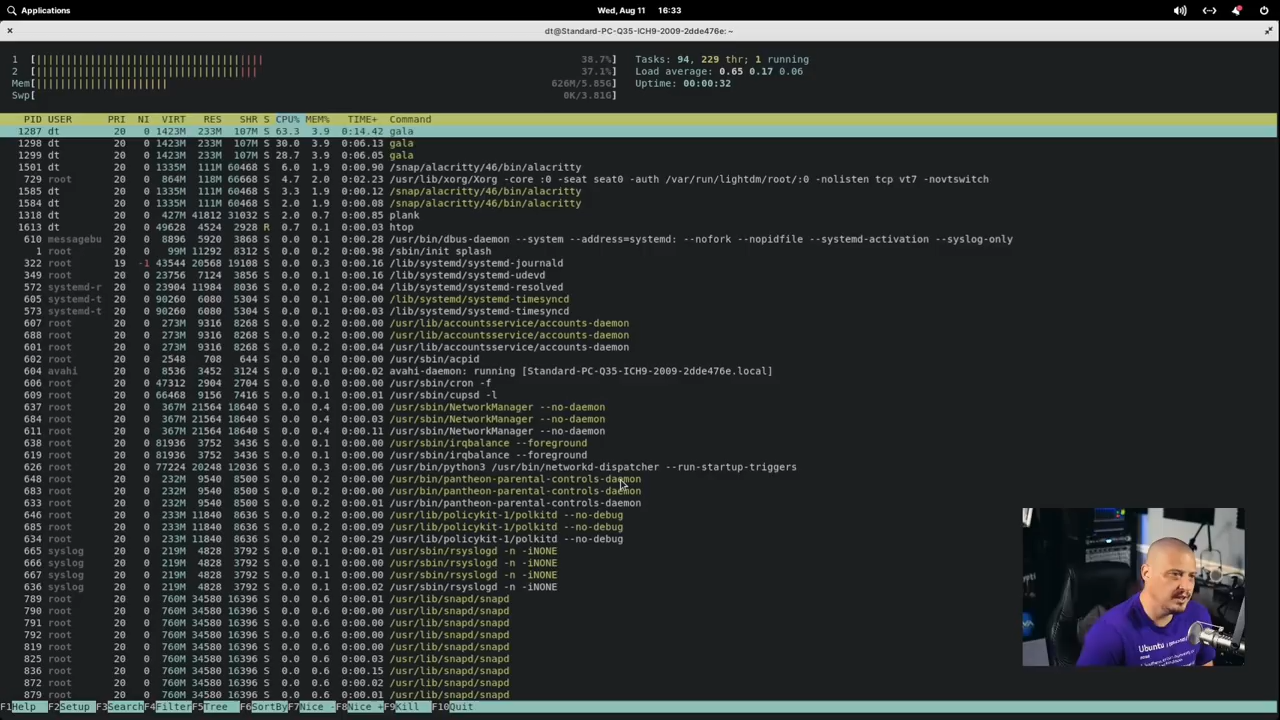 Applications Wed, Aug 11 16:33
dt@Standard-PC-Q35-ICH9-2009-2dde476e: ~
1 [|||||||||||||||||||||||||||||||||||||||||| 38.7%] Tasks: 94, 229 thr; 1 running
2 [||||||||||||||||||||||||||||||||||||||||| 37.1%] Load average: 0.65 0.17 0.06
Mem[|||||||||||||||||||||| 626M/5.85G] Uptime: 00:00:32
Swp[ 0K/3.81G]
PID USER PRI NI VIRT RES SHR S CPU% MEM% TIME+ Command
1287 dt 20 0 1423M 233M 107M S 63.3 3.9 0:14.42 gala
1298 dt 20 0 1423M 233M 107M S 30.0 3.9 0:06.13 gala
1299 dt 20 0 1423M 233M 107M S 28.7 3.9 0:06.05 gala
1501 dt 20 0 1335M 111M 60468 S 6.0 1.9 0:00.90 /snap/alacritty/46/bin/alacritty
729 root 20 0 864M 118M 66668 S 4.7 2.0 0:02.23 /usr/lib/xorg/Xorg -core :0 -seat seat0 -auth /var/run/lightdm/root/:0 -nolisten tcp vt7 -novtswitch
1585 dt 20 0 1335M 111M 60468 S 3.3 1.9 0:00.12 /snap/alacritty/46/bin/alacritty
1584 dt 20 0 1335M 111M 60468 S 2.0 1.9 0:00.08 /snap/alacritty/46/bin/alacritty
1318 dt 20 0 427M 41812 31032 S 2.0 0.7 0:00.85 plank
1613 dt 20 0 49628 4524 2928 R 0.7 0.1 0:00.03 htop
610 messagebu 20 0 8896 5920 3868 S 0.0 0.1 0:00.28 /usr/bin/dbus-daemon --system --address=systemd: --nofork --nopidfile --systemd-activation --syslog-only
1 root 20 0 99M 11292 8312 S 0.0 0.2 0:00.98 /sbin/init splash
322 root 19 -1 43544 20568 19108 S 0.0 0.3 0:00.16 /lib/systemd/systemd-journald
349 root 20 0 23756 7124 3856 S 0.0 0.1 0:00.16 /lib/systemd/systemd-udevd
572 systemd-r 20 0 23904 11984 8036 S 0.0 0.2 0:00.04 /lib/systemd/systemd-resolved
605 systemd-t 20 0 90260 6080 5304 S 0.0 0.1 0:00.00 /lib/systemd/systemd-timesyncd
573 systemd-t 20 0 90260 6080 5304 S 0.0 0.1 0:00.03 /lib/systemd/systemd-timesyncd
607 root 20 0 273M 9316 8268 S 0.0 0.2 0:00.00 /usr/lib/accountsservice/accounts-daemon
688 root 20 0 273M 9316 8268 S 0.0 0.2 0:00.00 /usr/lib/accountsservice/accounts-daemon
601 root 20 0 273M 9316 8268 S 0.0 0.2 0:00.04 /usr/lib/accountsservice/accounts-daemon
602 root 20 0 2548 708 644 S 0.0 0.0 0:00.00 /usr/sbin/acpid
604 avahi 20 0 8536 3452 3124 S 0.0 0.1 0:00.02 avahi-daemon: running [Standard-PC-Q35-ICH9-2009-2dde476e.local]
606 root 20 0 47312 2904 2704 S 0.0 0.0 0:00.00 /usr/sbin/cron -f
609 root 20 0 66468 9156 7416 S 0.0 0.1 0:00.01 /usr/sbin/cupsd -l
637 root 20 0 367M 21564 18640 S 0.0 0.4 0:00.00 /usr/sbin/NetworkManager --no-daemon
684 root 20 0 367M 21564 18640 S 0.0 0.4 0:00.03 /usr/sbin/NetworkManager --no-daemon
611 root 20 0 367M 21564 18640 S 0.0 0.4 0:00.11 /usr/sbin/NetworkManager --no-daemon
638 root 20 0 81936 3752 3436 S 0.0 0.1 0:00.00 /usr/sbin/irqbalance --foreground
619 root 20 0 81936 3752 3436 S 0.0 0.1 0:00.00 /usr/sbin/irqbalance --foreground
626 root 20 0 77224 20248 12036 S 0.0 0.3 0:00.06 /usr/bin/python3 /usr/bin/networkd-dispatcher --run-startup-triggers
648 root 20 0 232M 9540 8500 S 0.0 0.2 0:00.00 /usr/bin/pantheon-parental-controls-daemon
683 root 20 0 232M 9540 8500 S 0.0 0.2 0:00.00 /usr/bin/pantheon-parental-controls-daemon
633 root 20 0 232M 9540 8500 S 0.0 0.2 0:00.01 /usr/bin/pantheon-parental-controls-daemon
646 root 20 0 233M 11840 8636 S 0.0 0.2 0:00.00 /usr/lib/policykit-1/polkitd --no-debug
685 root 20 0 233M 11840 8636 S 0.0 0.2 0:00.09 /usr/lib/policykit-1/polkitd --no-debug
634 root 20 0 233M 11840 8636 S 0.0 0.2 0:00.29 /usr/lib/policykit-1/polkitd --no-debug
665 syslog 20 0 219M 4828 3792 S 0.0 0.1 0:00.01 /usr/sbin/rsyslogd -n -iNONE
666 syslog 20 0 219M 4828 3792 S 0.0 0.1 0:00.00 /usr/sbin/rsyslogd -n -iNONE
667 syslog 20 0 219M 4828 3792 S 0.0 0.1 0:00.01 /usr/sbin/rsyslogd -n -iNONE
636 syslog 20 0 219M 4828 3792 S 0.0 0.1 0:00.02 /usr/sbin/rsyslogd -n -iNONE
789 root 20 0 760M 34580 16396 S 0.0 0.6 0:00.01 /usr/lib/snapd/snapd
790 root 20 0 760M 34580 16396 S 0.0 0.6 0:00.00 /usr/lib/snapd/snapd
791 root 20 0 760M 34580 16396 S 0.0 0.6 0:00.00 /usr/lib/snapd/snapd
792 root 20 0 760M 34580 16396 S 0.0 0.6 0:00.00 /usr/lib/snapd/snapd
819 root 20 0 760M 34580 16396 S 0.0 0.6 0:00.00 /usr/lib/snapd/snapd
825 root 20 0 760M 34580 16396 S 0.0 0.6 0:00.03 /usr/lib/snapd/snapd
836 root 20 0 760M 34580 16396 S 0.0 0.6 0:00.15 /usr/lib/snapd/snapd
872 root 20 0 760M 34580 16396 S 0.0 0.6 0:00.00 /usr/lib/snapd/snapd
879 root 20 0 760M 34580 16396 S 0.0 0.6 0:00.01 /usr/lib/snapd/snapd
F1Help F2Setup F3SearchF4FilterF5Tree F6SortByF7Nice -F8Nice +F9Kill F10Quit
Ubuntu